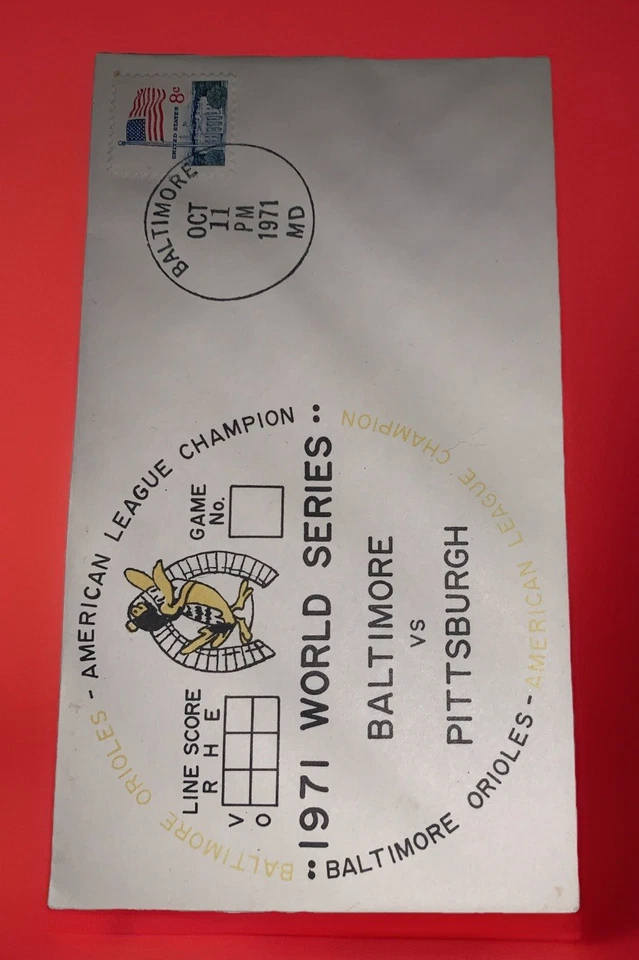 UNITED STATES 8c
BALTIMORE
OCT
11
PM
1971
MD
BALTIMORE ORIOLES - AMERICAN LEAGUE CHAMPION
LINE SCORE
R H E
V
O
GAME
No.
:: 1971 WORLD SERIES ::
BALTIMORE
VS
PITTSBURGH
BALTIMORE ORIOLES - AMERICAN LEAGUE CHAMPION